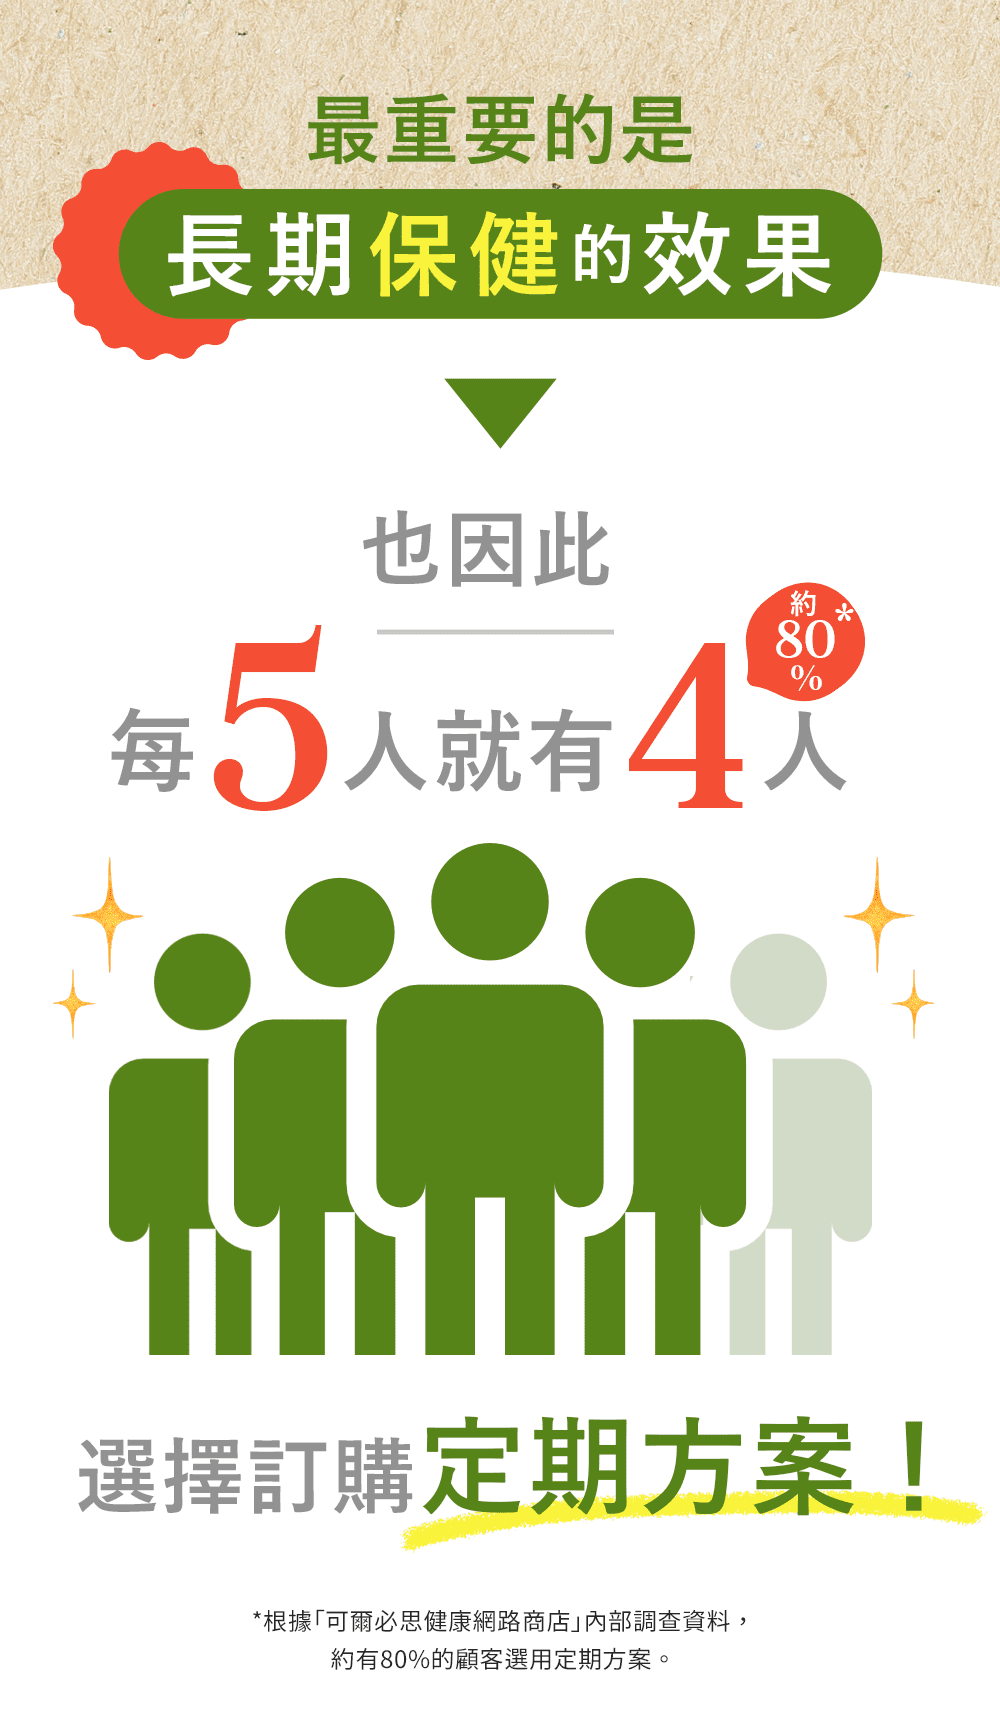 最重要的是
長期保健的效果
也因此
約
80*
%
每5人就有4人
選擇訂購定期方案！
*根據「可爾必思健康網路商店」內部調查資料，
約有80%的顧客選用定期方案。